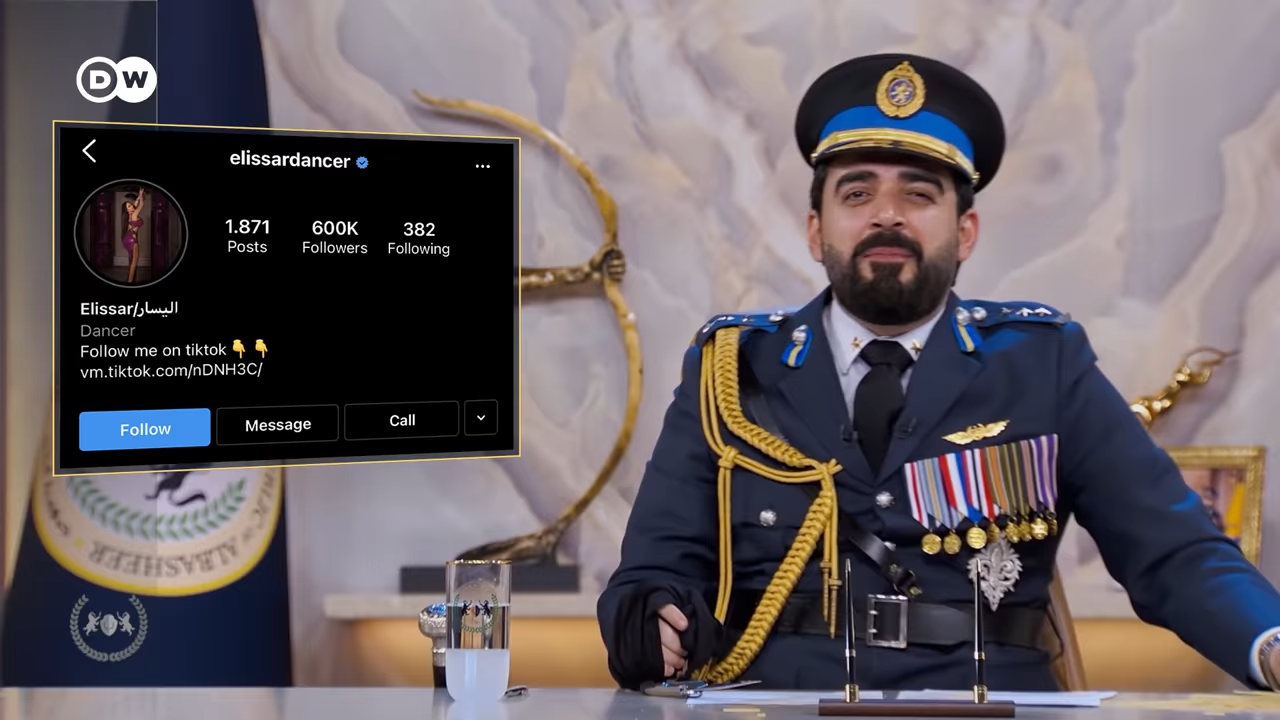 DW
elissardancer
...
1.871
600K
382
Posts
Followers
Following
Elissar/اليسار
Dancer
Follow me on tiktok 👇 👇
vm.tiktok.com/nDNH3C/
Follow
Message
Call
OF ALBASHEER